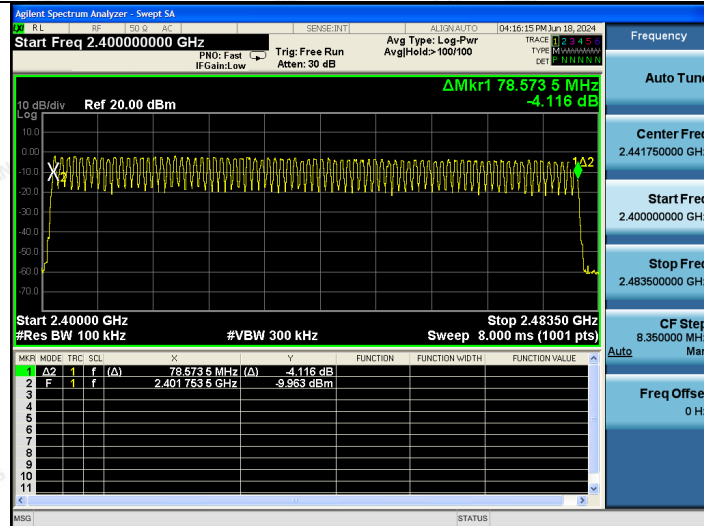 Agilent Spectrum Analyzer - Swept SA
LXI RL RF 50 Ω AC SENSE:INT ALIGNAUTO 04:16:15 PM Jun 18, 2024
Start Freq 2.400000000 GHz
PNO: Fast
IFGain:Low
Trig: Free Run
Atten: 30 dB
Avg Type: Log-Pwr
Avg|Hold:>100/100
TRACE 1 2 3 4 5 6
TYPE M
DET P N N N N N
ΔMkr1 78.573 5 MHz
-4.116 dB
10 dB/div Ref 20.00 dBm
Log
10.0
0.00
-10.0
-20.0
-30.0
-40.0
-50.0
-60.0
-70.0
X2
1Δ2
Start 2.40000 GHz Stop 2.48350 GHz
#Res BW 100 kHz #VBW 300 kHz Sweep 8.000 ms (1001 pts)
MKR MODE TRC SCL X Y FUNCTION FUNCTION WIDTH FUNCTION VALUE
1 Δ2 1 f (Δ) 78.573 5 MHz (Δ) -4.116 dB
2 F 1 f 2.401 753 5 GHz -9.963 dBm
3
4
5
6
7
8
9
10
11
MSG STATUS
Frequency
Auto Tune
Center Freq
2.441750000 GHz
Start Freq
2.400000000 GHz
Stop Freq
2.483500000 GHz
CF Step
8.350000 MHz
Auto Man
Freq Offset
0 Hz